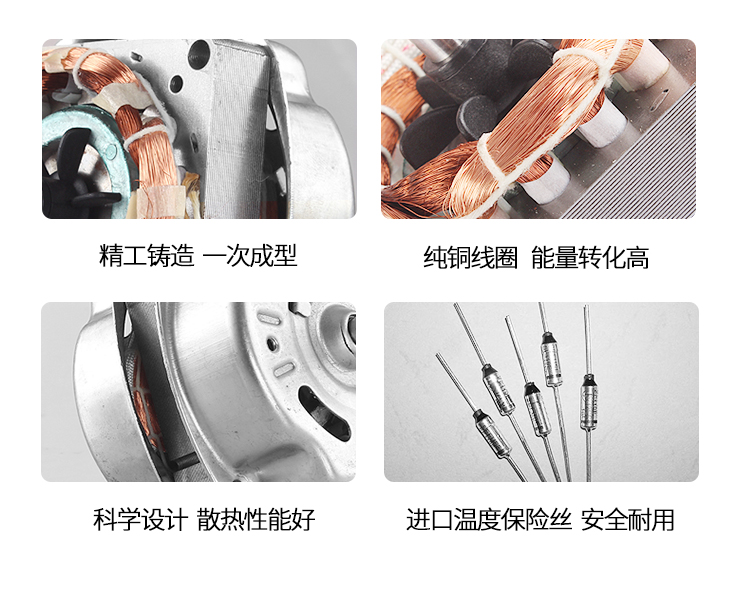 精工铸造 一次成型
纯铜线圈 能量转化高
科学设计 散热性能好
进口温度保险丝 安全耐用